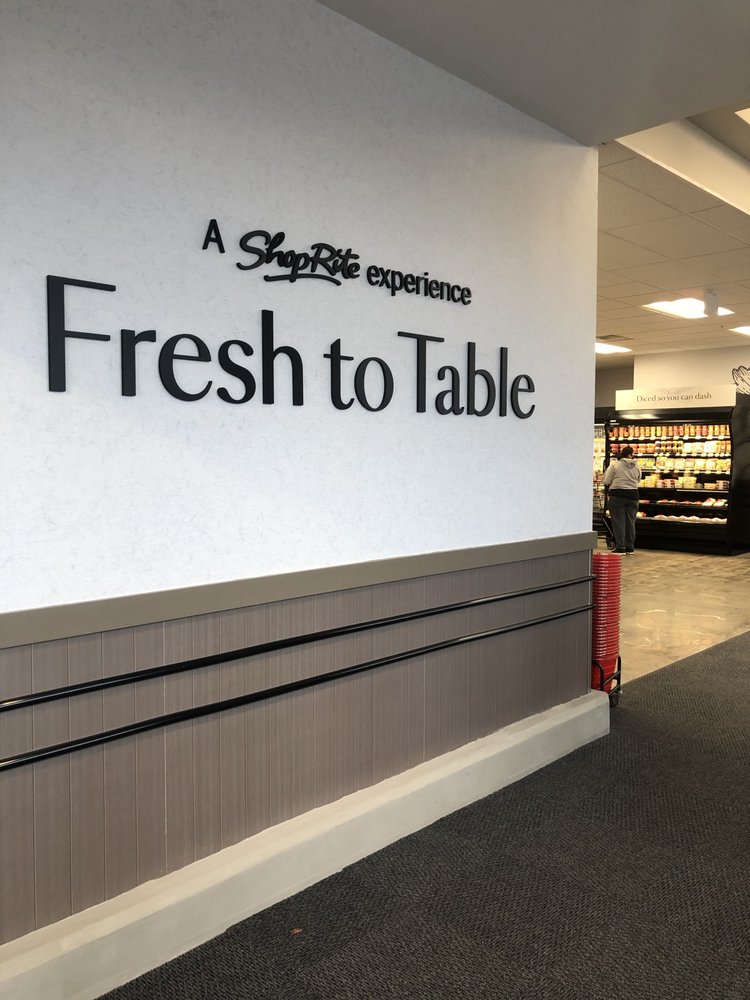 A ShopRite experience
Fresh to Table
Diced so you can dash